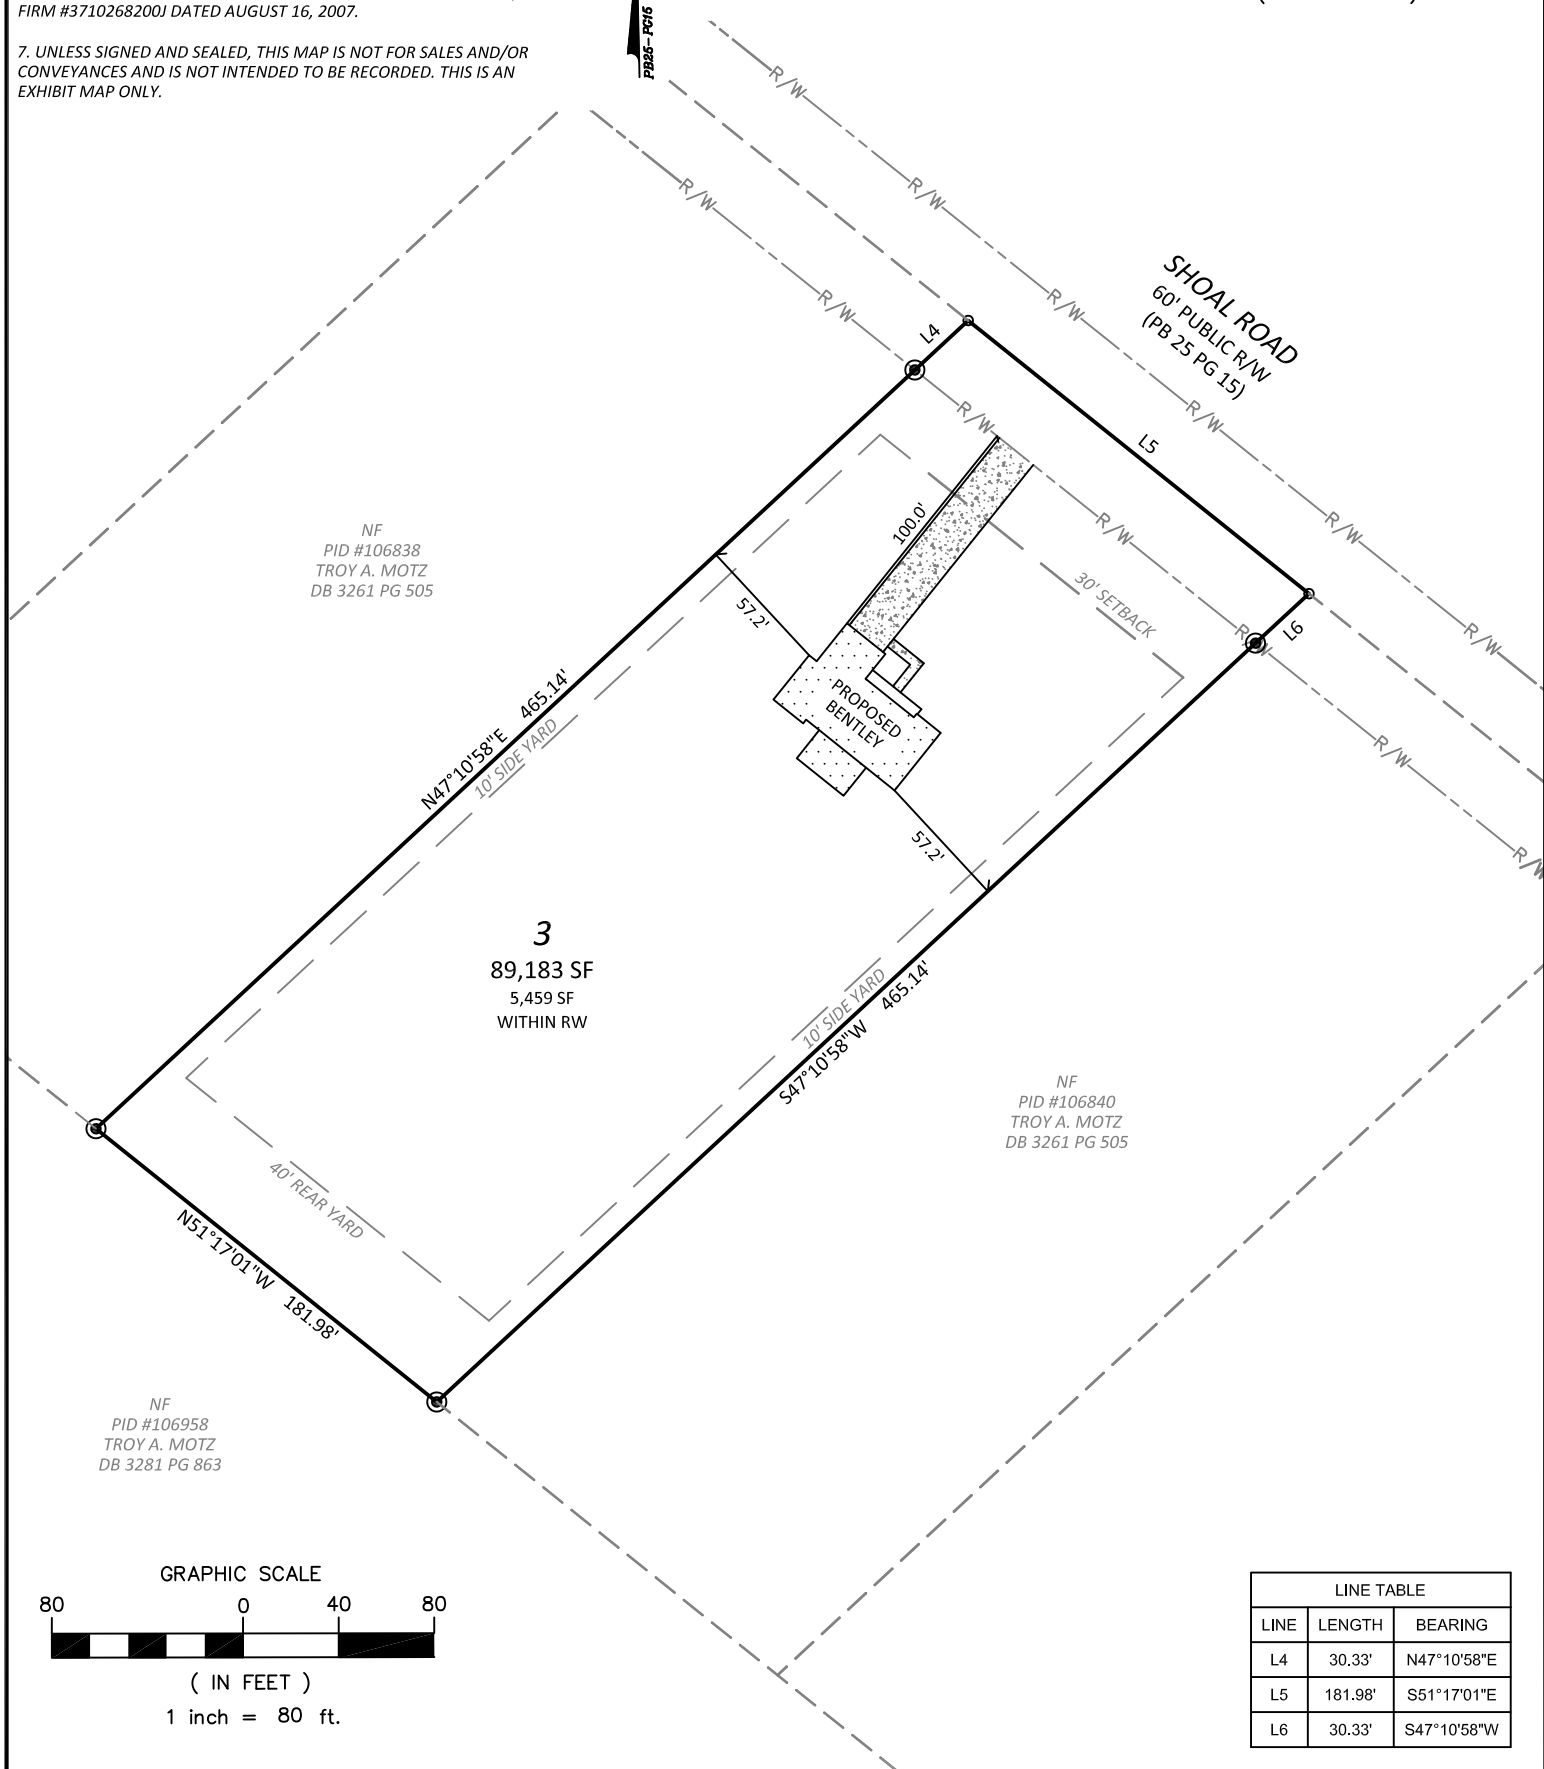 FIRM #3710268200J DATED AUGUST 16, 2007.
7. UNLESS SIGNED AND SEALED, THIS MAP IS NOT FOR SALES AND/OR
CONVEYANCES AND IS NOT INTENDED TO BE RECORDED. THIS IS AN
EXHIBIT MAP ONLY.
PB25-PG15
R/W
R/W
R/W
R/W
R/W
R/W
R/W
R/W
R/W
R/W
R/W
R/W
R/W
SHOAL ROAD
60' PUBLIC R/W
(PB 25 PG 15)
L4
L5
L6
NF
PID #106838
TROY A. MOTZ
DB 3261 PG 505
100.0'
30' SETBACK
57.2'
PROPOSED
BENTLEY
57.2'
N47°10'58"E 465.14'
10' SIDE YARD
3
89,183 SF
5,459 SF
WITHIN RW
10' SIDE YARD
S47°10'58"W 465.14'
NF
PID #106840
TROY A. MOTZ
DB 3261 PG 505
40' REAR YARD
N51°17'01"W 181.98'
NF
PID #106958
TROY A. MOTZ
DB 3281 PG 863
GRAPHIC SCALE
80 0 40 80
( IN FEET )
1 inch = 80 ft.
LINE TABLE
LINE LENGTH BEARING
L4 30.33' N47°10'58"E
L5 181.98' S51°17'01"E
L6 30.33' S47°10'58"W